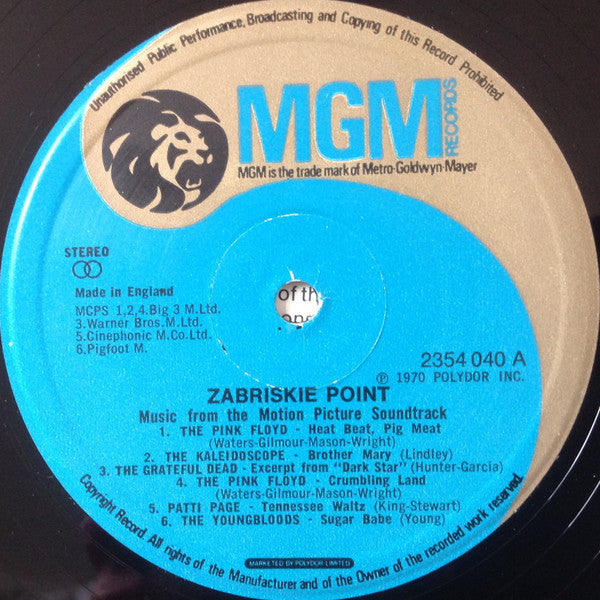 Unauthorised Public Performance, Broadcasting and Copying of this Record Prohibited
MGM
RECORDS
MGM is the trade mark of Metro-Goldwyn-Mayer
STEREO
Made in England
MCPS 1,2,4.Big 3 M.Ltd.
3.Warner Bros.M.Ltd.
5.Cinephonic M.Co.Ltd.
6.Pigfoot M.
of th
2354 040 A
℗ 1970 POLYDOR INC.
ZABRISKIE POINT
Music from the Motion Picture Soundtrack
1. THE PINK FLOYD - Heat Beat, Pig Meat
(Waters-Gilmour-Mason-Wright)
2. THE KALEIDOSCOPE - Brother Mary (Lindley)
3. THE GRATEFUL DEAD - Excerpt from "Dark Star" (Hunter-Garcia)
4. THE PINK FLOYD - Crumbling Land
(Waters-Gilmour-Mason-Wright)
5. PATTI PAGE - Tennessee Waltz (King-Stewart)
6. THE YOUNGBLOODS - Sugar Babe (Young)
MARKETED BY POLYDOR LIMITED
Copyright Record. All rights of the Manufacturer and of the Owner of the recorded work reserved.